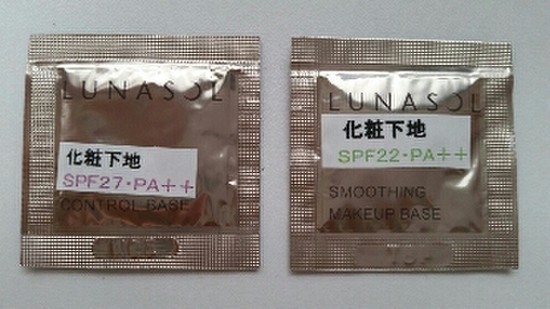 LUNASOL
化粧下地
SPF27・PA++
CONTROL BASE
LUNASOL
化粧下地
SPF22・PA++
SMOOTHING
MAKEUP BASE